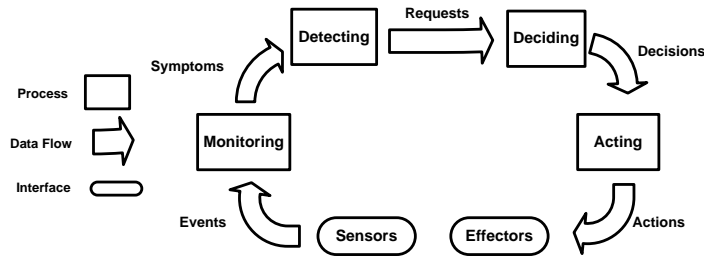 Requests
Detecting
Deciding
Symptoms
Decisions
Process
Data Flow
Monitoring
Acting
Interface
Events
Sensors
Effectors
Actions